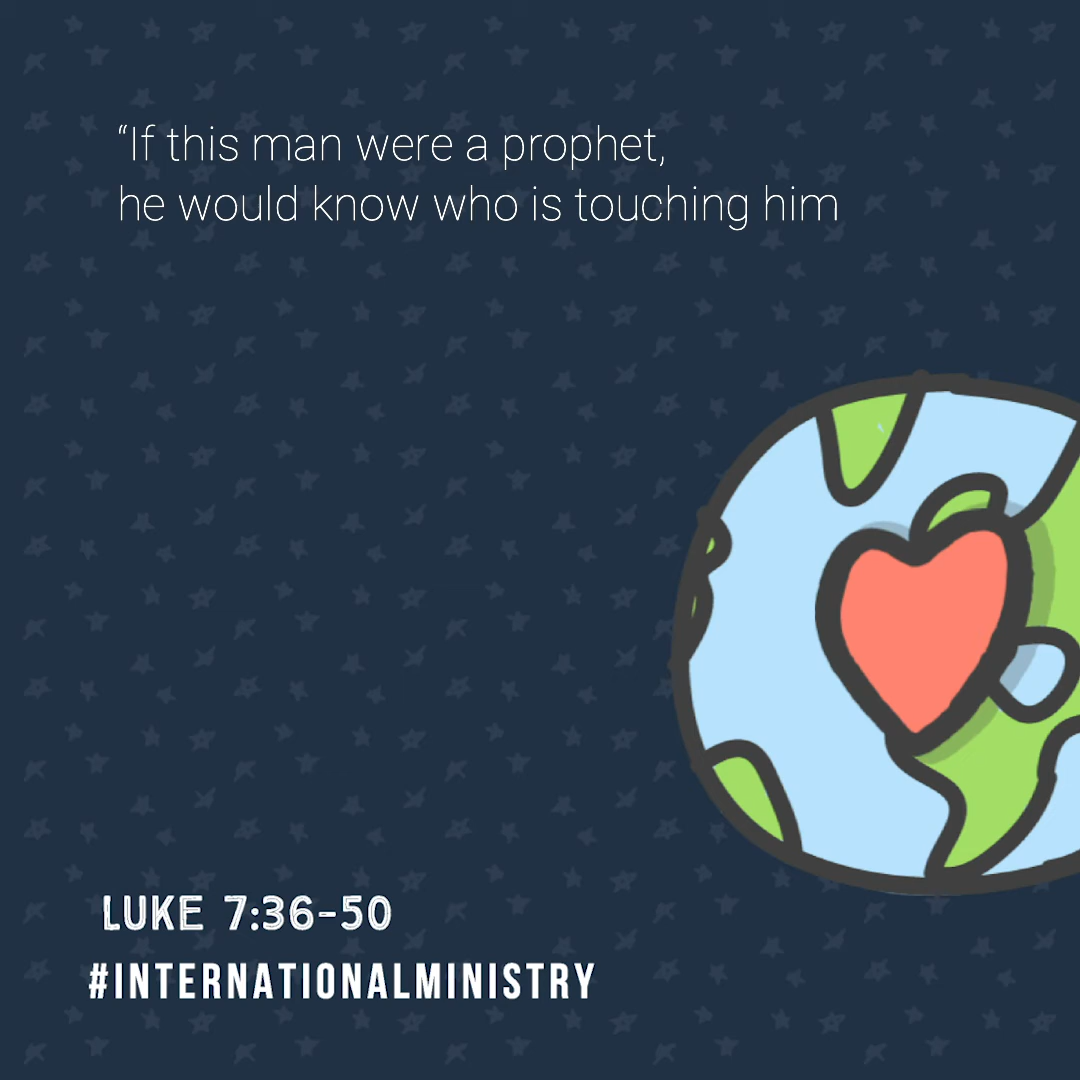 “If this man were a prophet,
he would know who is touching him
LUKE 7:36-50
#INTERNATIONALMINISTRY